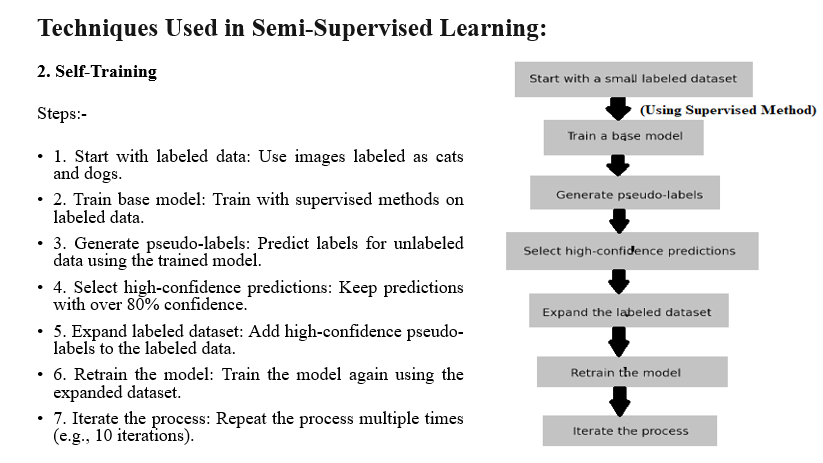 Techniques Used in Semi-Supervised Learning:
2. Self-Training
Steps:-
• 1. Start with labeled data: Use images labeled as cats
and dogs.
• 2. Train base model: Train with supervised methods on
labeled data.
• 3. Generate pseudo-labels: Predict labels for unlabeled
data using the trained model.
• 4. Select high-confidence predictions: Keep predictions
with over 80% confidence.
• 5. Expand labeled dataset: Add high-confidence pseudo-
labels to the labeled data.
• 6. Retrain the model: Train the model again using the
expanded dataset.
• 7. Iterate the process: Repeat the process multiple times
(e.g., 10 iterations).
Start with a small labeled dataset
(Using Supervised Method)
Train a base model
Generate pseudo-labels
Select high-confidence predictions
Expand the labeled dataset
Retrain the model
Iterate the process